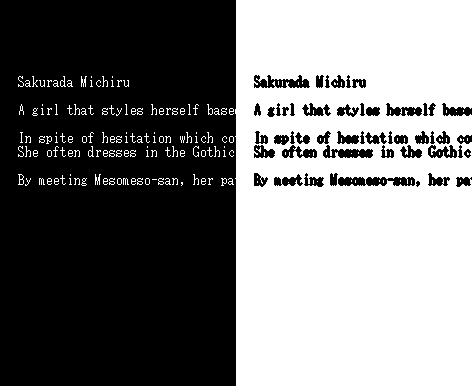 Sakurada Michiru
A girl that styles herself base
In spite of hesitation which co
She often dresses in the Gothic
By meeting Mesomeso-san, her pa
Sakurada Michiru
A girl that styles herself base
In spite of hesitation which co
She often dresses in the Gothic
By meeting Mesomeso-san, her pa